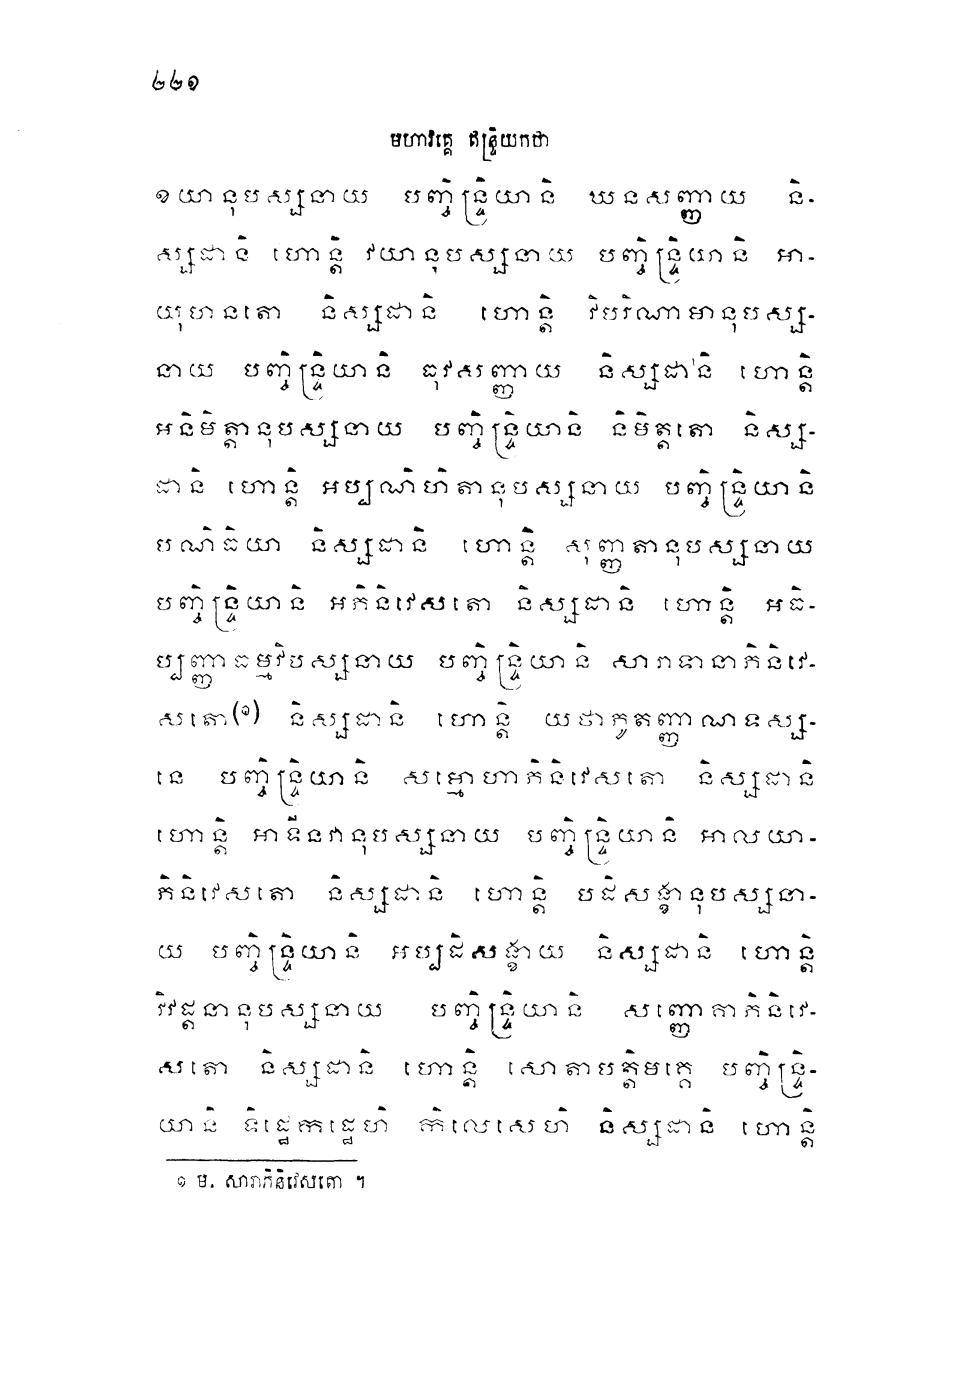 ២២១
មហាវគ្គេ ឥន្ទ្រិយកថា
១យានុបស្សនាយ បញ្ចិន្ទ្រិយានិ ឃនសញ្ញាយ និ-
ស្សដានិ ហោន្តិ វយានុបស្សនាយ បញ្ចិន្ទ្រិយានិ អា-
យុហនតោ និស្សដានិ ហោន្តិ វិបរិណាមានុបស្ស-
នាយ បញ្ចិន្ទ្រិយានិ ធុវសញ្ញាយ និស្សដានិ ហោន្តិ
អនិមិត្តានុបស្សនាយ បញ្ចិន្ទ្រិយានិ និមិត្តតោ និស្ស-
ដានិ ហោន្តិ អប្បណិហិតានុបស្សនាយ បញ្ចិន្ទ្រិយានិ
បណិធិយា និស្សដានិ ហោន្តិ សុញ្ញតានុបស្សនាយ
បញ្ចិន្ទ្រិយានិ អភិនិវេសតោ និស្សដានិ ហោន្តិ អធិ-
ប្បញ្ញាធម្មវិបស្សនាយ បញ្ចិន្ទ្រិយានិ សារាទានាភិនិវេ-
សតោ(១) និស្សដានិ ហោន្តិ យថាភូតញ្ញាណទស្ស-
នេ បញ្ចិន្ទ្រិយានិ សម្មោហាភិនិវេសតោ និស្សដានិ
ហោន្តិ អាទីនវានុបស្សនាយ បញ្ចិន្ទ្រិយានិ អាលយា-
ភិនិវេសតោ និស្សដានិ ហោន្តិ បដិសង្ខានុបស្សនា-
យ បញ្ចិន្ទ្រិយានិ អប្បដិសង្ខាយ និស្សដានិ ហោន្តិ
វិវដ្តនានុបស្សនាយ បញ្ចិន្ទ្រិយានិ សញ្ញោគាភិនិវេ-
សតោ និស្សដានិ ហោន្តិ សោតាបត្តិមគ្គេ បញ្ចិន្ទ្រិ-
យានិ ទិដ្ឋេកដ្ឋេហិ កិលេសេហិ និស្សដានិ ហោន្តិ
១ ម. សារាភិនិវេសតោ ។